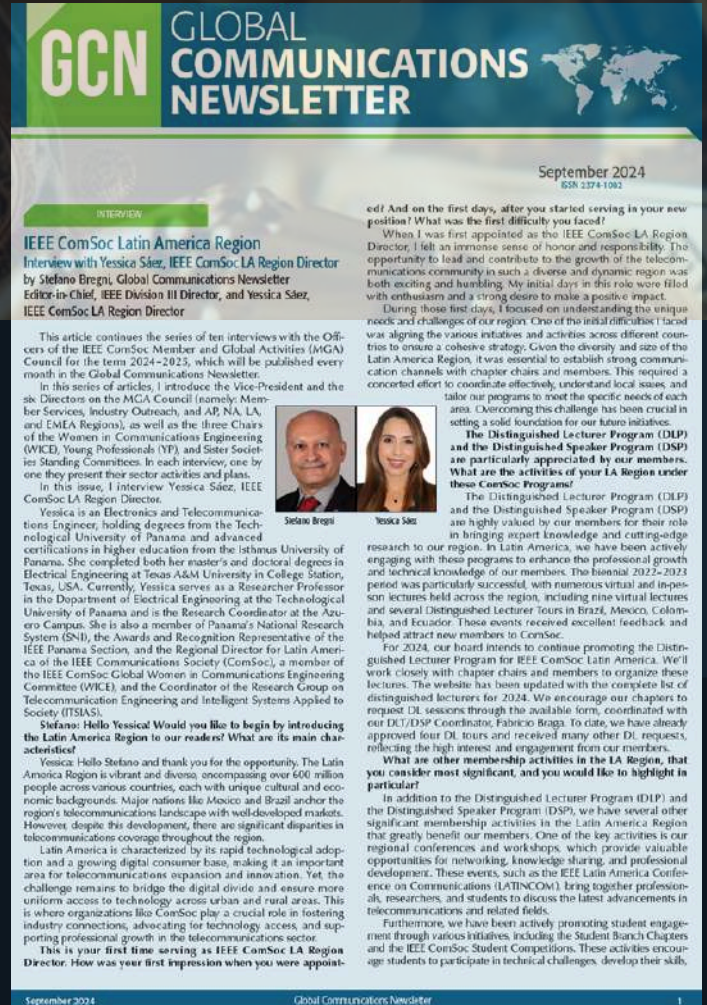 GCN
GLOBAL
COMMUNICATIONS
NEWSLETTER
September 2024
ISSN 2374-1082
INTERVIEW
IEEE ComSoc Latin America Region
Interview with Yessica Sáez, IEEE ComSoc LA Region Director
by Stefano Bregni, Global Communications Newsletter
Editor-in-Chief, IEEE Division III Director, and Yessica Sáez,
IEEE ComSoc LA Region Director
This article continues the series of ten interviews with the Offi-
cers of the IEEE ComSoc Member and Global Activities (MGA)
Council for the term 2024–2025, which will be published every
month in the Global Communications Newsletter.
In this series of articles, I introduce the Vice-President and the
six Directors on the MGA Council (namely: Mem-
ber Services, Industry Outreach, and AP, NA, LA,
and EMEA Regions), as well as the three Chairs
of the Women in Communications Engineering
(WICE), Young Professionals (YP), and Sister Societ-
ies Standing Committees. In each interview, one by
one they present their sector activities and plans.
In this issue, I interview Yessica Sáez, IEEE
ComSoc LA Region Director.
Yessica is an Electronics and Telecommunica-
tions Engineer, holding degrees from the Tech-
nological University of Panama and advanced
certifications in higher education from the Isthmus University of
Panama. She completed both her master's and doctoral degrees in
Electrical Engineering at Texas A&M University in College Station,
Texas, USA. Currently, Yessica serves as a Researcher Professor
in the Department of Electrical Engineering at the Technological
University of Panama and is the Research Coordinator at the Azu-
ero Campus. She is also a member of Panama's National Research
System (SNI), the Awards and Recognition Representative of the
IEEE Panama Section, and the Regional Director for Latin Ameri-
ca of the IEEE Communications Society (ComSoc), a member of
the IEEE ComSoc Global Women in Communications Engineering
Committee (WICE), and the Coordinator of the Research Group on
Telecommunication Engineering and Intelligent Systems Applied to
Society (ITSIAS).
Stefano: Hello Yessica! Would you like to begin by introducing
the Latin America Region to our readers? What are its main char-
acteristics?
Yessica: Hello Stefano and thank you for the opportunity. The Latin
America Region is vibrant and diverse, encompassing over 600 million
people across various countries, each with unique cultural and eco-
nomic backgrounds. Major nations like Mexico and Brazil anchor the
region's telecommunications landscape with well-developed markets.
However, despite this development, there are significant disparities in
telecommunications coverage throughout the region.
Latin America is characterized by its rapid technological adop-
tion and a growing digital consumer base, making it an important
area for telecommunications expansion and innovation. Yet, the
challenge remains to bridge the digital divide and ensure more
uniform access to technology across urban and rural areas. This
is where organizations like ComSoc play a crucial role in fostering
industry connections, advocating for technology access, and sup-
porting professional growth in the telecommunications sector.
This is your first time serving as IEEE ComSoc LA Region
Director. How was your first impression when you were appoint-
Stefano Bregni
Yessica Sáez
ed? And on the first days, after you started serving in your new
position? What was the first difficulty you faced?
When I was first appointed as the IEEE ComSoc LA Region
Director, I felt an immense sense of honor and responsibility. The
opportunity to lead and contribute to the growth of the telecom-
munications community in such a diverse and dynamic region was
both exciting and humbling. My initial days in this role were filled
with enthusiasm and a strong desire to make a positive impact.
During those first days, I focused on understanding the unique
needs and challenges of our region. One of the initial difficulties I faced
was aligning the various initiatives and activities across different coun-
tries to ensure a cohesive strategy. Given the diversity and size of the
Latin America Region, it was essential to establish strong communi-
cation channels with chapter chairs and members. This required a
concerted effort to coordinate effectively, understand local issues, and
tailor our programs to meet the specific needs of each
area. Overcoming this challenge has been crucial in
setting a solid foundation for our future initiatives.
The Distinguished Lecturer Program (DLP)
and the Distinguished Speaker Program (DSP)
are particularly appreciated by our members.
What are the activities of your LA Region under
these ComSoc Programs?
The Distinguished Lecturer Program (DLP)
and the Distinguished Speaker Program (DSP)
are highly valued by our members for their role
in bringing expert knowledge and cutting-edge
research to our region. In Latin America, we have been actively
engaging with these programs to enhance the professional growth
and technical knowledge of our members. The biennial 2022–2023
period was particularly successful, with numerous virtual and in-per-
son lectures held across the region, including nine virtual lectures
and several Distinguished Lecturer Tours in Brazil, Mexico, Colom-
bia, and Ecuador. These events received excellent feedback and
helped attract new members to ComSoc.
For 2024, our board intends to continue promoting the Distin-
guished Lecturer Program for IEEE ComSoc Latin America. We'll
work closely with chapter chairs and members to organize these
lectures. The website has been updated with the complete list of
distinguished lecturers for 2024. We encourage our chapters to
request DL sessions through the available form, coordinated with
our DLT/DSP Coordinator, Fabricio Braga. To date, we have already
approved four DL tours and received many other DL requests,
reflecting the high interest and engagement from our members.
What are other membership activities in the LA Region, that
you consider most significant, and you would like to highlight in
particular?
In addition to the Distinguished Lecturer Program (DLP) and
the Distinguished Speaker Program (DSP), we have several other
significant membership activities in the Latin America Region
that greatly benefit our members. One of the key activities is our
regional conferences and workshops, which provide valuable
opportunities for networking, knowledge sharing, and professional
development. These events, such as the IEEE Latin America Confer-
ence on Communications (LATINCOM), bring together profession-
als, researchers, and students to discuss the latest advancements in
telecommunications and related fields.
Furthermore, we have been actively promoting student engage-
ment through various initiatives, including the Student Branch Chapters
and the IEEE ComSoc Student Competitions. These activities encour-
age students to participate in technical challenges, develop their skills,
September 2024
Global Communications Newsletter
1